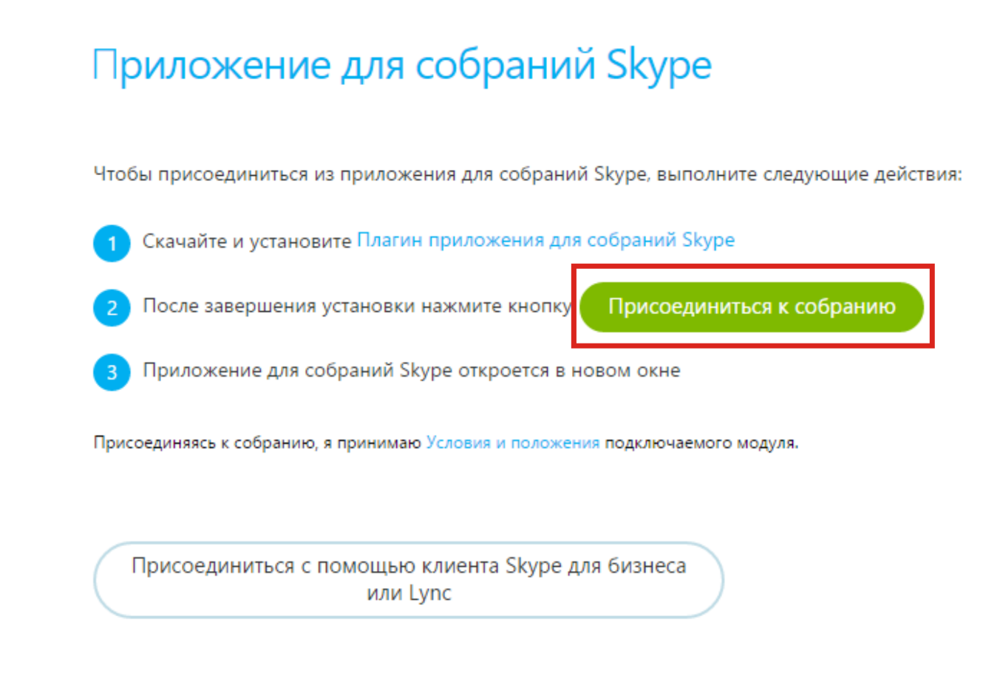 Приложение для собраний Skype
Чтобы присоединиться из приложения для собраний Skype, выполните следующие действия:
1 Скачайте и установите Плагин приложения для собраний Skype
2 После завершения установки нажмите кнопку Присоединиться к собранию
3 Приложение для собраний Skype откроется в новом окне
Присоединяясь к собранию, я принимаю Условия и положения подключаемого модуля.
Присоединиться с помощью клиента Skype для бизнеса
или Lync